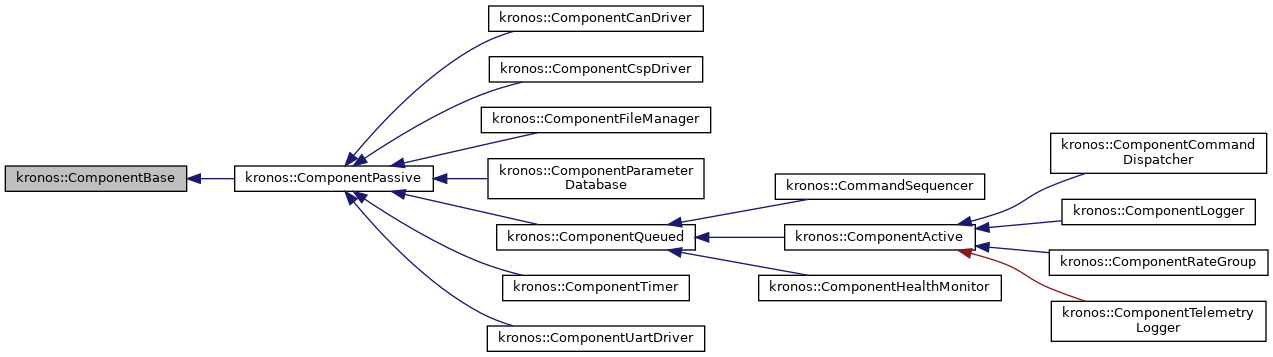 kronos::ComponentCanDriver
kronos::ComponentCspDriver
kronos::ComponentFileManager
kronos::ComponentBase
kronos::ComponentPassive
kronos::ComponentParameter
Database
kronos::ComponentQueued
kronos::ComponentTimer
kronos::ComponentUartDriver
kronos::CommandSequencer
kronos::ComponentActive
kronos::ComponentHealthMonitor
kronos::ComponentCommand
Dispatcher
kronos::ComponentLogger
kronos::ComponentRateGroup
kronos::ComponentTelemetry
Logger